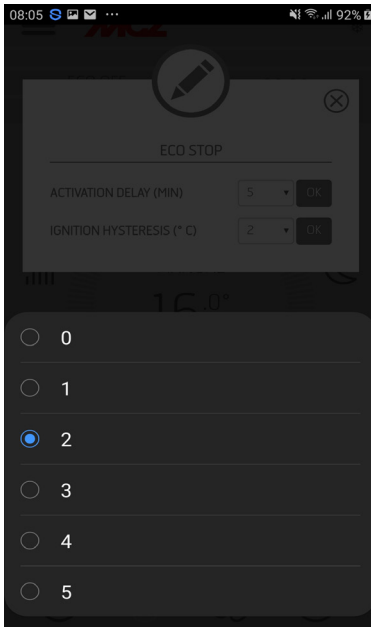 08:05 92%
MCZ
ECO STOP
ACTIVATION DELAY (MIN) 5 OK
IGNITION HYSTERESIS (° C) 2 OK
16.0°
0
1
2
3
4
5